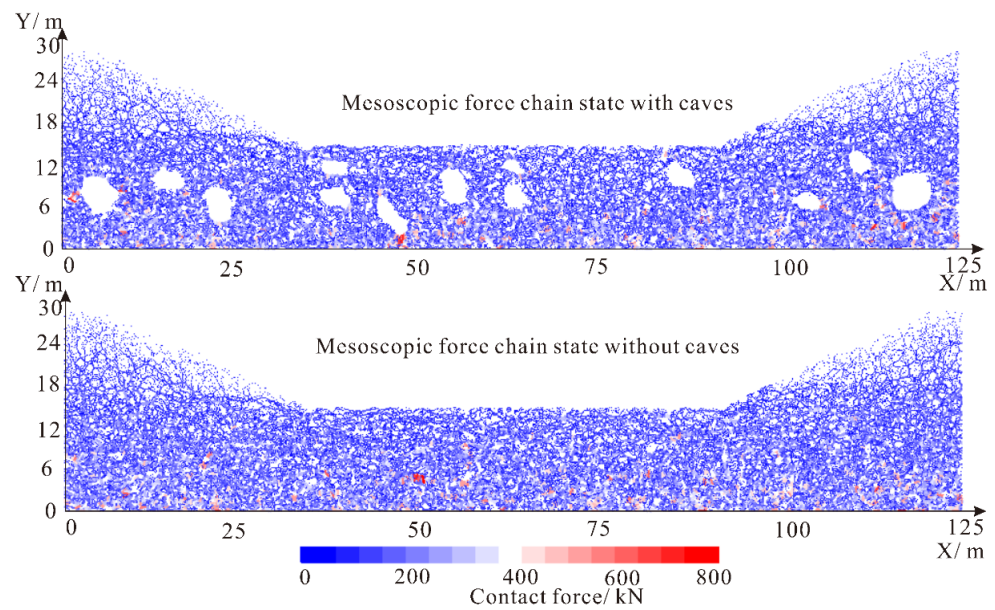 Y/ m
30
24
18
12
6
0
Mesoscopic force chain state with caves
0 25 50 75 100 125
X/ m
Y/ m
30
24
18
12
6
0
Mesoscopic force chain state without caves
0 25 50 75 100 125
X/ m
0 200 400 600 800
Contact force/ kN